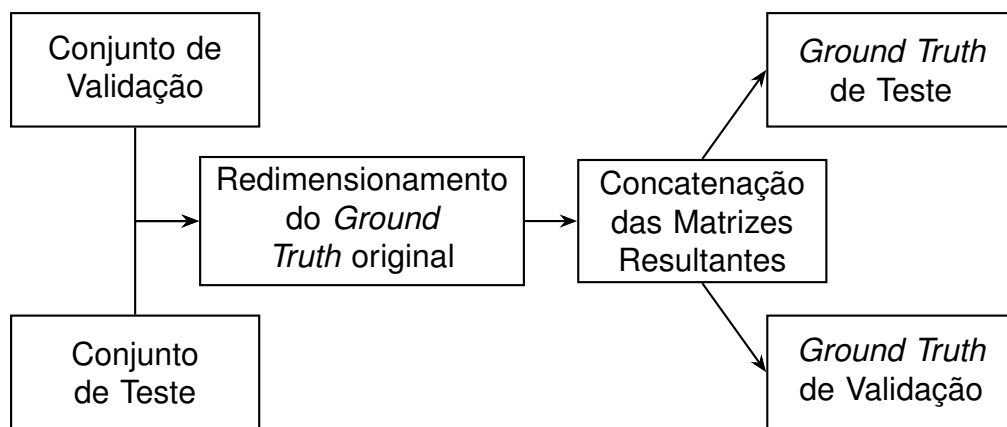 Conjunto de
Validação
Conjunto
de Teste
Redimensionamento
do Ground
Truth original
Concatenação
das Matrizes
Resultantes
Ground Truth
de Teste
Ground Truth
de Validação